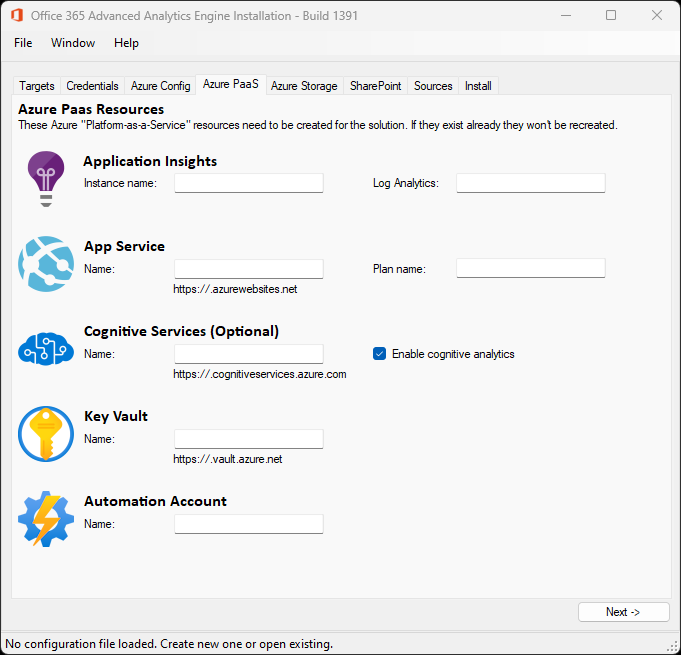 Office 365 Advanced Analytics Engine Installation - Build 1391
File Window Help
Targets Credentials Azure Config Azure PaaS Azure Storage SharePoint Sources Install
Azure Paas Resources
These Azure "Platform-as-a-Service" resources need to be created for the solution. If they exist already they won't be recreated.
Application Insights
Instance name: Log Analytics:
App Service
Name: Plan name:
https://.azurewebsites.net
Cognitive Services (Optional)
Name: Enable cognitive analytics
https://.cognitiveservices.azure.com
Key Vault
Name:
https://.vault.azure.net
Automation Account
Name:
Next ->
No configuration file loaded. Create new one or open existing.